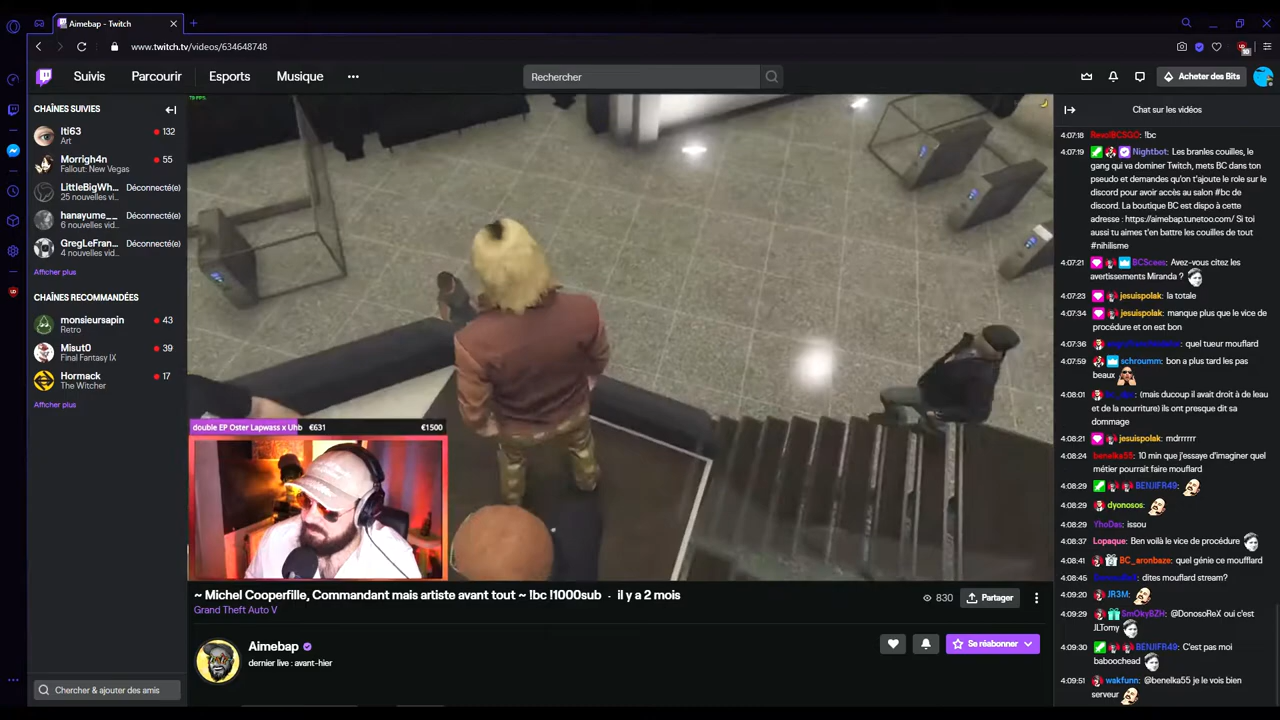 Aimebap - Twitch
www.twitch.tv/videos/634648748
Suivis
Parcourir
Esports
Musique
Rechercher
Acheter des Bits
CHAÎNES SUIVIES
Iti63
Art
132
Morrigh4n
Fallout: New Vegas
55
LittleBigWh...
25 nouvelles vi...
Déconnecté(e)
hanayume__
6 nouvelles vid...
Déconnecté(e)
GregLeFran...
4 nouvelles vid...
Déconnecté(e)
Afficher plus
CHAÎNES RECOMMANDÉES
monsieursapin
Retro
43
Misut0
Final Fantasy IX
39
Hormack
The Witcher
17
Afficher plus
Chercher & ajouter des amis
double EP Oster Lapwass x Uhb €631 €1500
~ Michel Cooperfille, Commandant mais artiste avant tout ~ !bc !1000sub · il y a 2 mois
Grand Theft Auto V
830
Partager
Aimebap
dernier live : avant-hier
Se réabonner
Chat sur les vidéos
4:07:18 RevolBCSGO: !bc
4:07:19 Nightbot: Les branles couilles, le
gang qui va dominer Twitch, mets BC dans ton
pseudo et demandes qu'on t'ajoute le role sur le
discord pour avoir accès au salon #bc de
discord. La boutique BC est dispo à cette
adresse : https://aimebap.tunetoo.com/ Si toi
aussi tu aimes t'en battre les couilles de tout
#nihilisme
4:07:21 BCScees: Avez-vous citez les
avertissements Miranda ?
4:07:23 jesuispolak: la totale
4:07:34 jesuispolak: manque plus que le vice de
procédure et on est bon
4:07:36 quel tueur mouflard
4:07:59 schroumm: bon a plus tard les pas
beaux
4:08:01 (mais ducoup il avait droit à de leau
et de la nourriture) ils ont presque dit sa
dommage
4:08:21 jesuispolak: mdrrrrrr
4:08:24 benelka55: 10 min que j'essaye d'imaginer quel
métier pourrait faire mouflard
4:08:29 BENJIFR49:
4:08:29 dyonosos:
4:08:29 YhoDas: issou
4:08:37 Lopaque: Ben voilà le vice de procédure
4:08:41 BC_aronbaze: quel génie ce moufflard
4:08:45 dites mouflard stream?
4:09:20 JR3M:
4:09:29 SmOkyBZH: @DonosoReX oui c'est
JLTomy
4:09:30 BENJIFR49: C'est pas moi
baboochead
4:09:51 wakfunn: @benelka55 je le vois bien
serveur